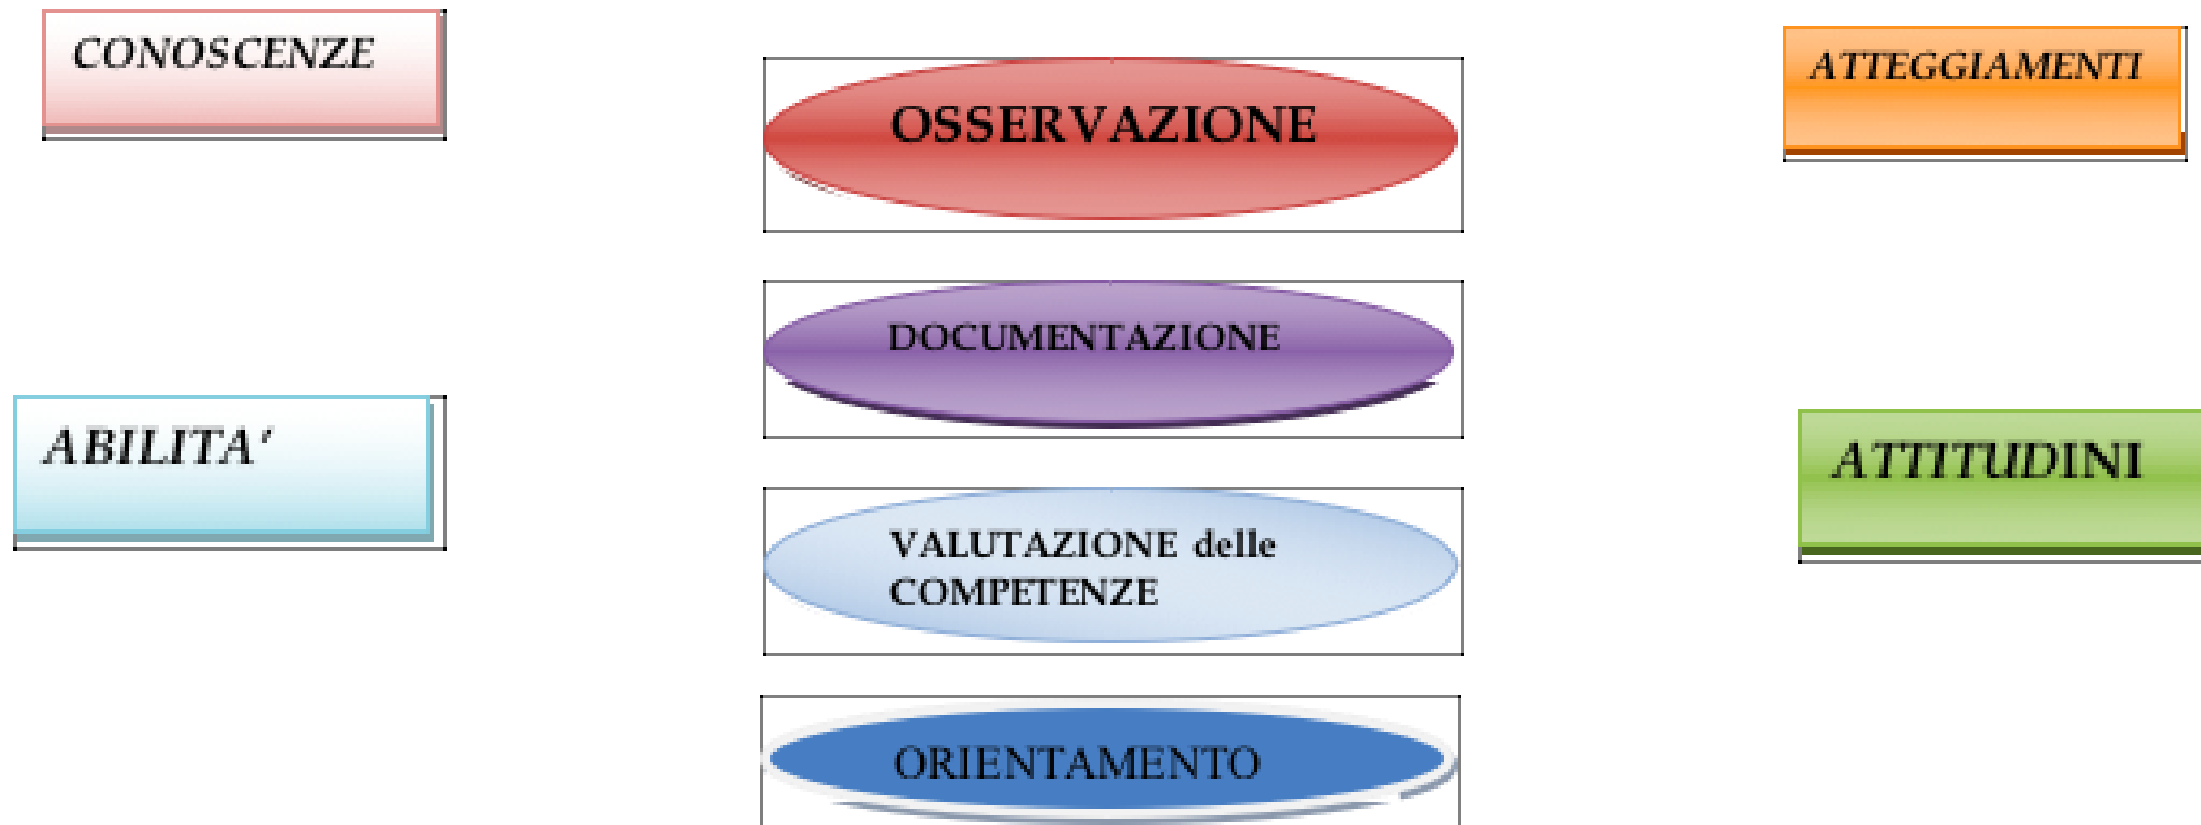 CONOSCENZE
OSSERVAZIONE
ATTEGGIAMENTI
DOCUMENTAZIONE
ABILITA'
ATTITUDINI
VALUTAZIONE delle
COMPETENZE
ORIENTAMENTO